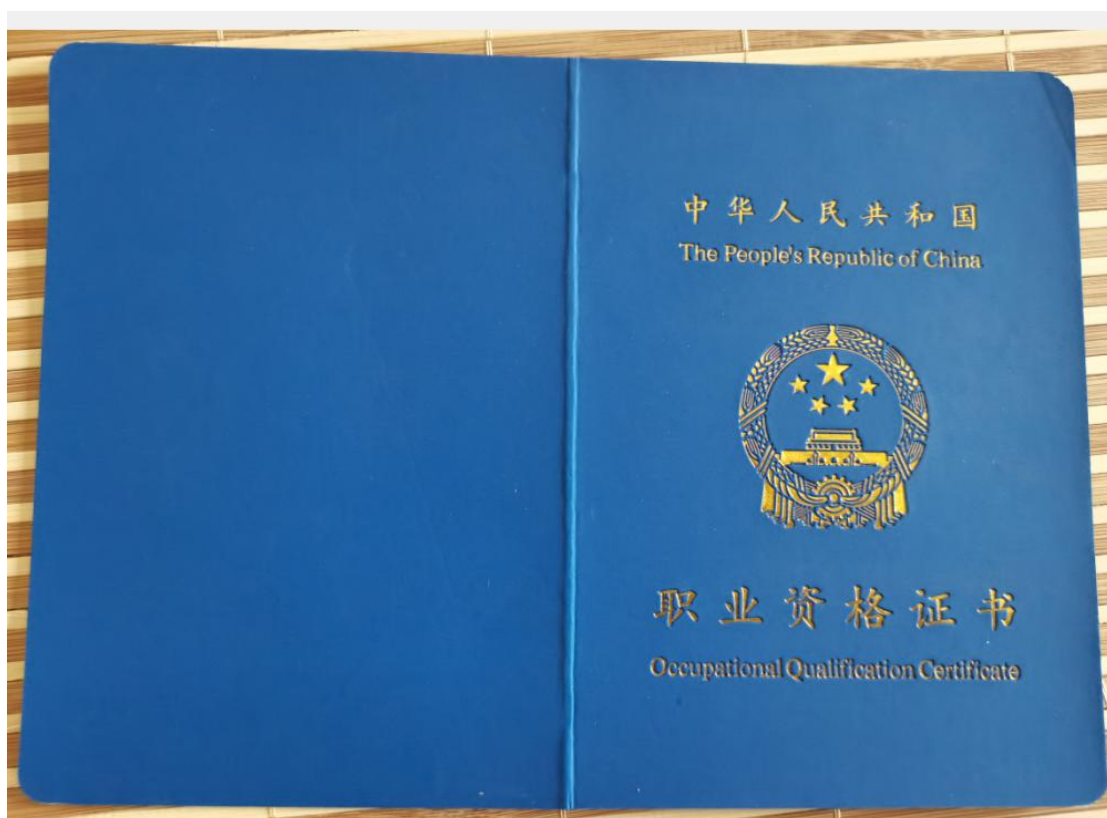 中华人民共和国
The People's Republic of China
职业资格证书
Occupational Qualification Certificate